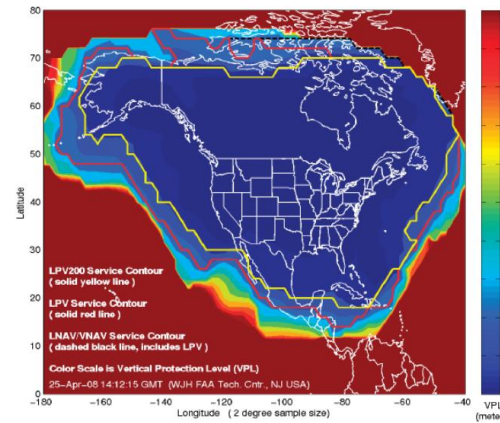 80
70
60
50
40
30
20
10
0
Latitude
LPV200 Service Contour
( solid yellow line )
LPV Service Contour
( solid red line )
LNAV/VNAV Service Contour
( dashed black line, includes LPV )
Color Scale is Vertical Protection Level (VPL)
25-Apr-08 14:12:15 GMT (WJH FAA Tech. Cntr., NJ USA)
-180 -160 -140 -120 -100 -80 -60 -40
Longitude ( 2 degree sample size)
VPL
(mete